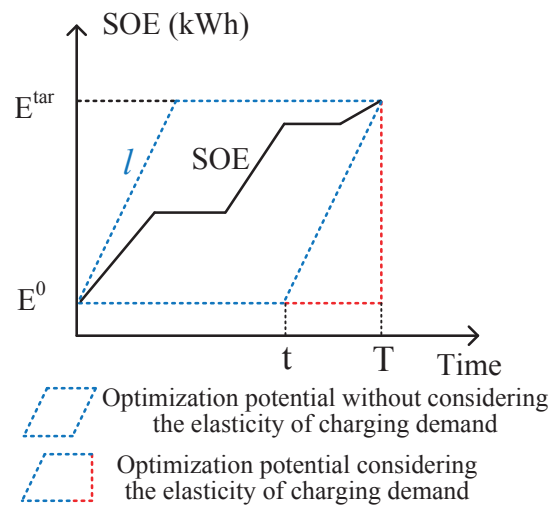 SOE (kWh)
E^tar
l
SOE
E^0
t
T
Time
Optimization potential without considering
the elasticity of charging demand
Optimization potential considering
the elasticity of charging demand